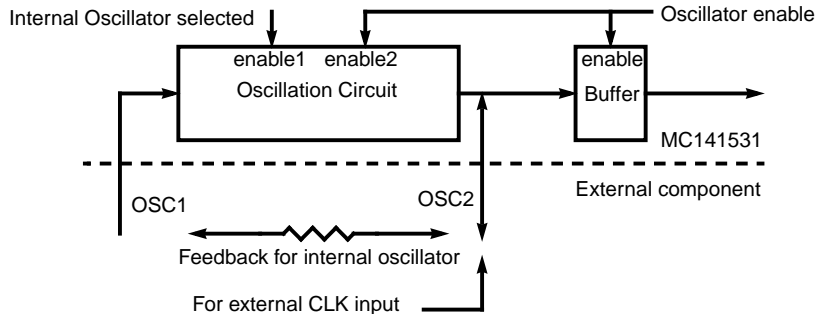 Internal Oscillator selected
Oscillator enable
enable1
enable2
enable
Oscillation Circuit
Buffer
MC141531
External component
OSC1
OSC2
Feedback for internal oscillator
For external CLK input